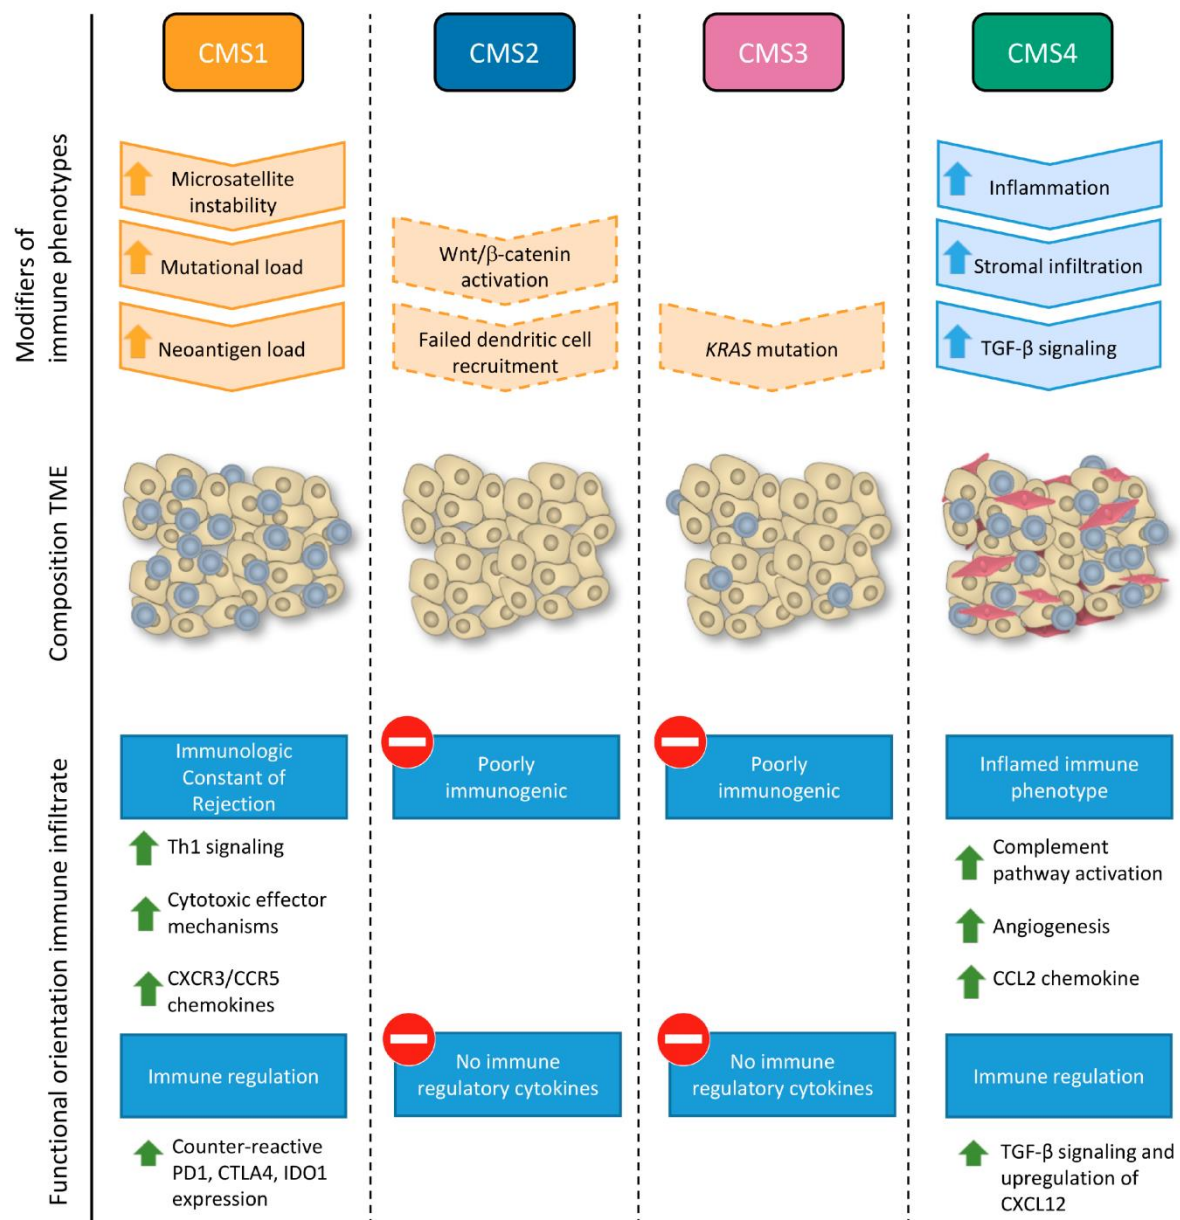 CMS1
CMS2
CMS3
CMS4
Modifiers of
immune phenotypes
Microsatellite
instability
Mutational load
Neoantigen load
Wnt/β-catenin
activation
Failed dendritic cell
recruitment
KRAS mutation
Inflammation
Stromal infiltration
TGF-β signaling
Composition TME
Functional orientation immune infiltrate
Immunologic
Constant of
Rejection
Poorly
immunogenic
Poorly
immunogenic
Inflamed immune
phenotype
Th1 signaling
Cytotoxic effector
mechanisms
CXCR3/CCR5
chemokines
Complement
pathway activation
Angiogenesis
CCL2 chemokine
Immune regulation
No immune
regulatory cytokines
No immune
regulatory cytokines
Immune regulation
Counter-reactive
PD1, CTLA4, IDO1
expression
TGF-β signaling and
upregulation of
CXCL12